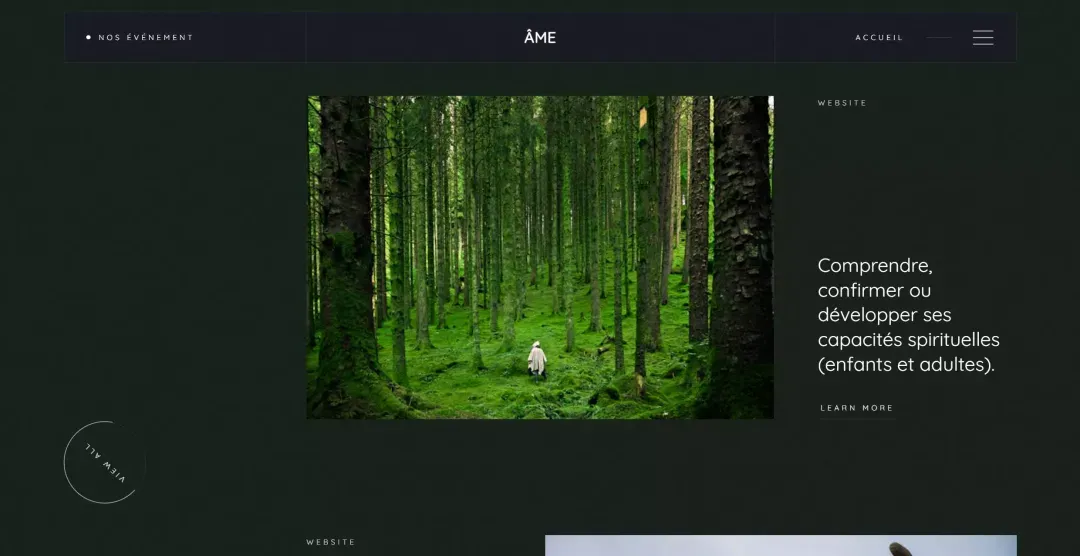 NOS ÉVÉNEMENT
ÂME
ACCUEIL
WEBSITE
Comprendre,
confirmer ou
développer ses
capacités spirituelles
(enfants et adultes).
LEARN MORE
VIEW ALL
WEBSITE